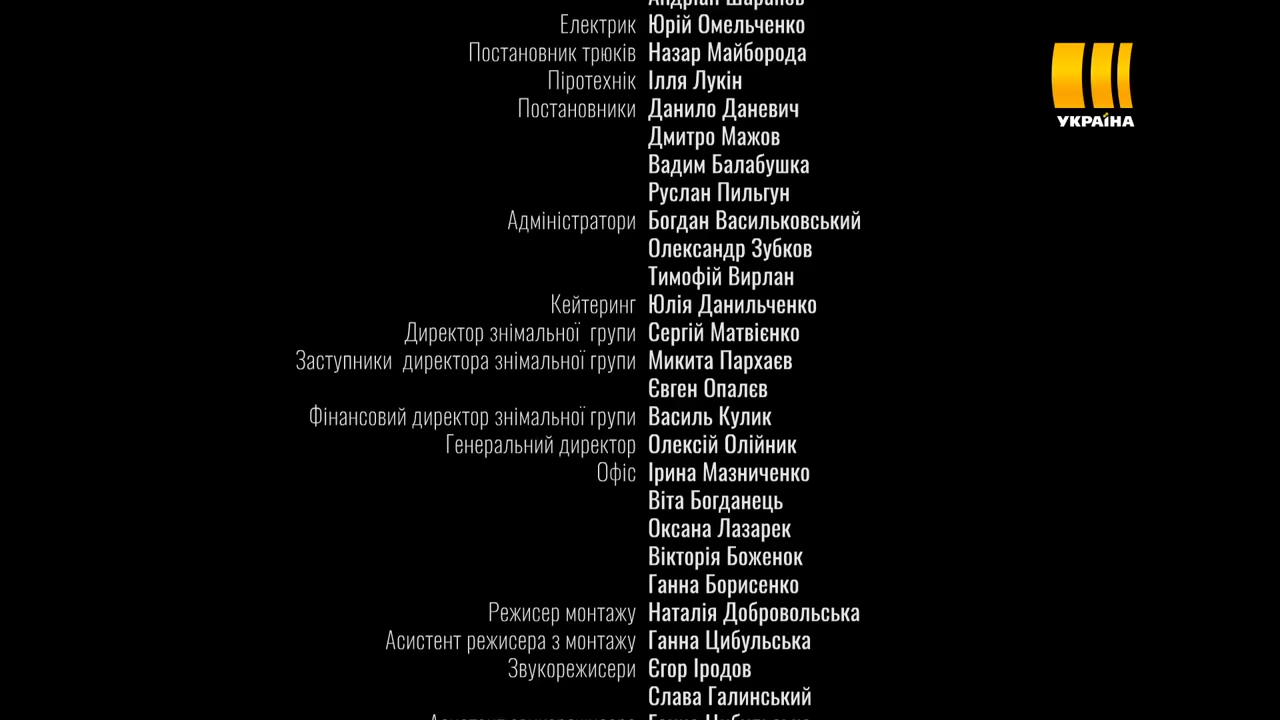 Електрик Юрій Омельченко
Постановник трюків Назар Майборода
Піротехнік Ілля Лукін
Постановники Данило Даневич
Дмитро Мажов
УКРАЇНА
Вадим Балабушка
Руслан Пильгун
Адміністратори Богдан Васильковський
Олександр Зубков
Тимофій Вирлан
Кейтеринг Юлія Данильченко
Директор знімальної групи Сергій Матвієнко
Заступники директора знімальної групи Микита Пархаєв
Євген Опалєв
Фінансовий директор знімальної групи Василь Кулик
Генеральний директор Олексій Олійник
Офіс Ірина Мазниченко
Віта Богданець
Оксана Лазарек
Вікторія Боженок
Ганна Борисенко
Режисер монтажу Наталія Добровольська
Асистент режисера з монтажу Ганна Цибульська
Звукорежисери Єгор Іродов
Слава Галинський